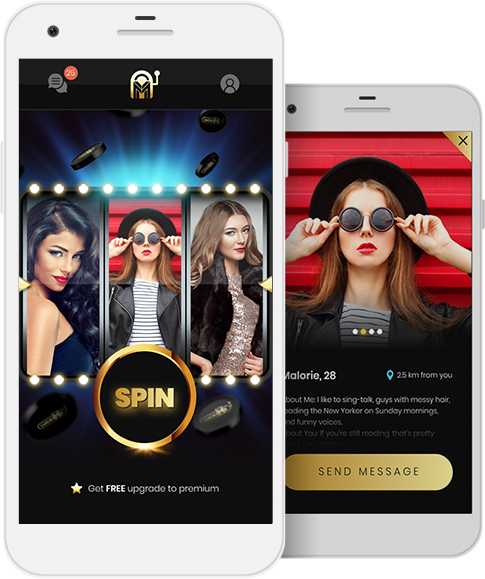 25
SPIN
Get FREE upgrade to premium
Malorie, 28
2.5 km from you
About Me: I like to sing-talk, guys with messy hair,
reading the New Yorker on Sunday mornings,
and funny voices.
About You: If you're still reading, that's pretty
SEND MESSAGE